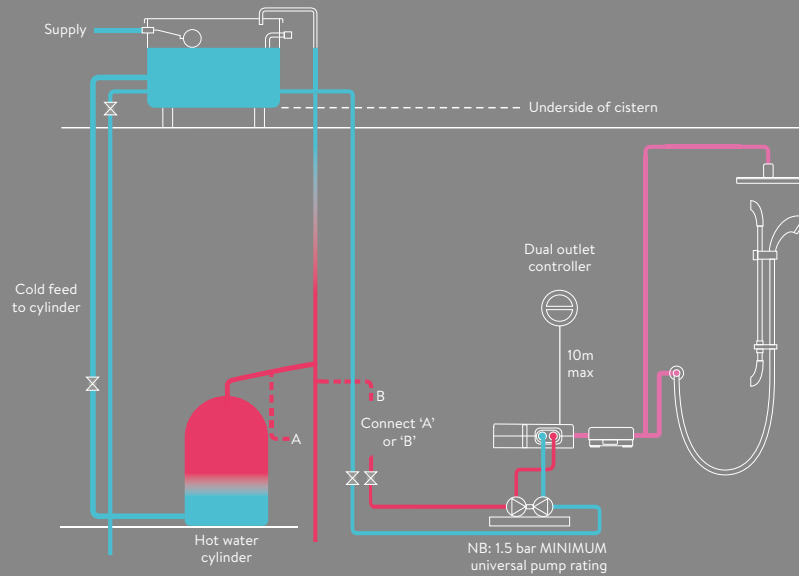 Supply
Underside of cistern
Dual outlet
controller
Cold feed
to cylinder
10m
max
B
Connect ‘A’
or ‘B’
A
Hot water
cylinder
NB: 1.5 bar MINIMUM
universal pump rating